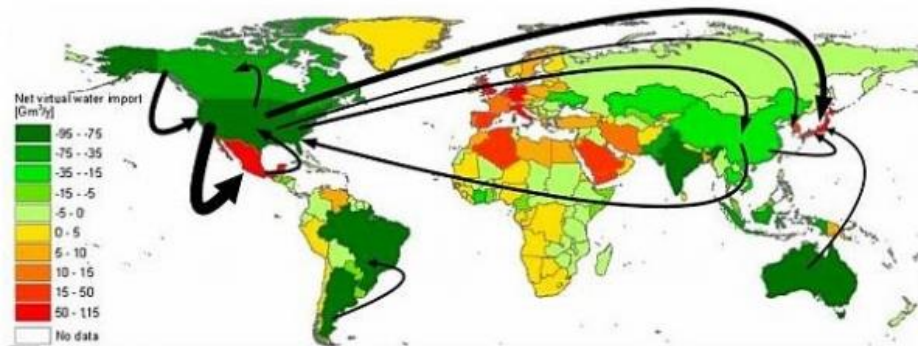 Net virtual water import
[Gm³/y]
-95 - -75
-75 - -35
-35 - -15
-15 - -5
-5 - 0
0 - 5
5 - 10
10 - 15
15 - 50
50 - 115
No data